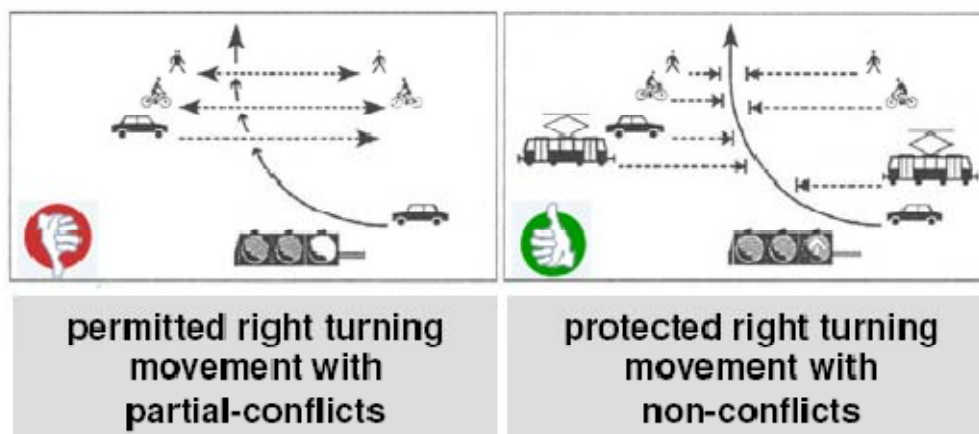 permitted right turning
movement with
partial-conflicts
protected right turning
movement with
non-conflicts